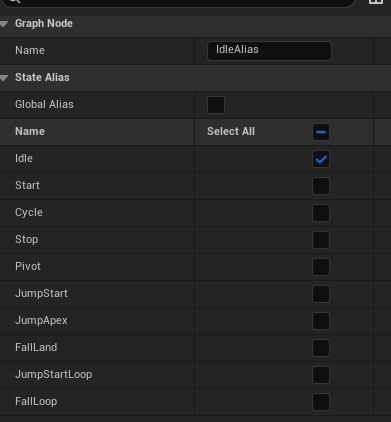 Graph Node
Name IdleAlias
State Alias
Global Alias
Name Select All
Idle
Start
Cycle
Stop
Pivot
JumpStart
JumpApex
FallLand
JumpStartLoop
FallLoop